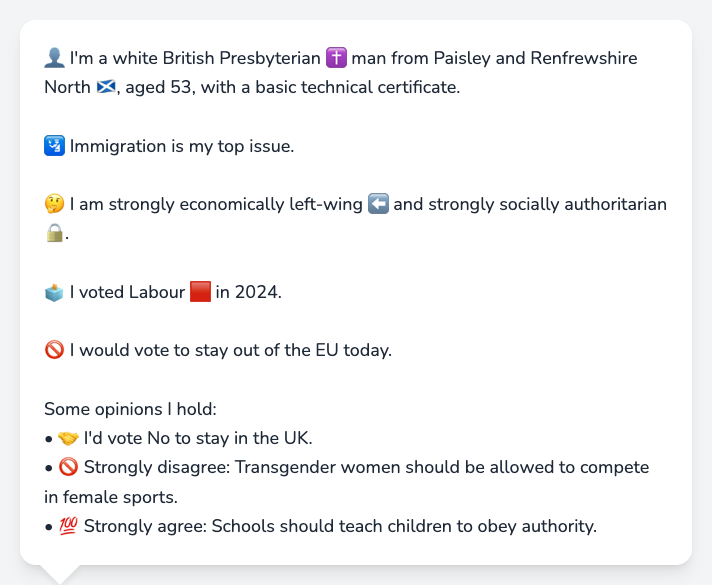 👤 I'm a white British Presbyterian ✝️ man from Paisley and Renfrewshire
North 🏴󠁧󠁢󠁳󠁣󠁴󠁿, aged 53, with a basic technical certificate.
🛂 Immigration is my top issue.
🤔 I am strongly economically left-wing ⬅️ and strongly socially authoritarian
🔒.
🗳️ I voted Labour 🟥 in 2024.
🚫 I would vote to stay out of the EU today.
Some opinions I hold:
• 🤝 I'd vote No to stay in the UK.
• 🚫 Strongly disagree: Transgender women should be allowed to compete
in female sports.
• 💯 Strongly agree: Schools should teach children to obey authority.